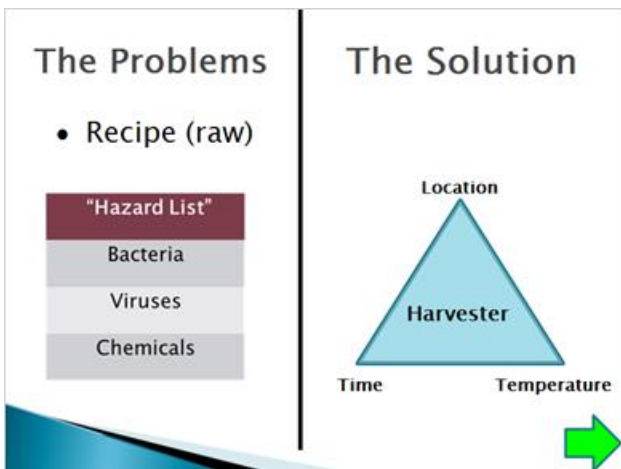 The Problems
• Recipe (raw)
“Hazard List”
Bacteria
Viruses
Chemicals
The Solution
Location
Harvester
Time
Temperature